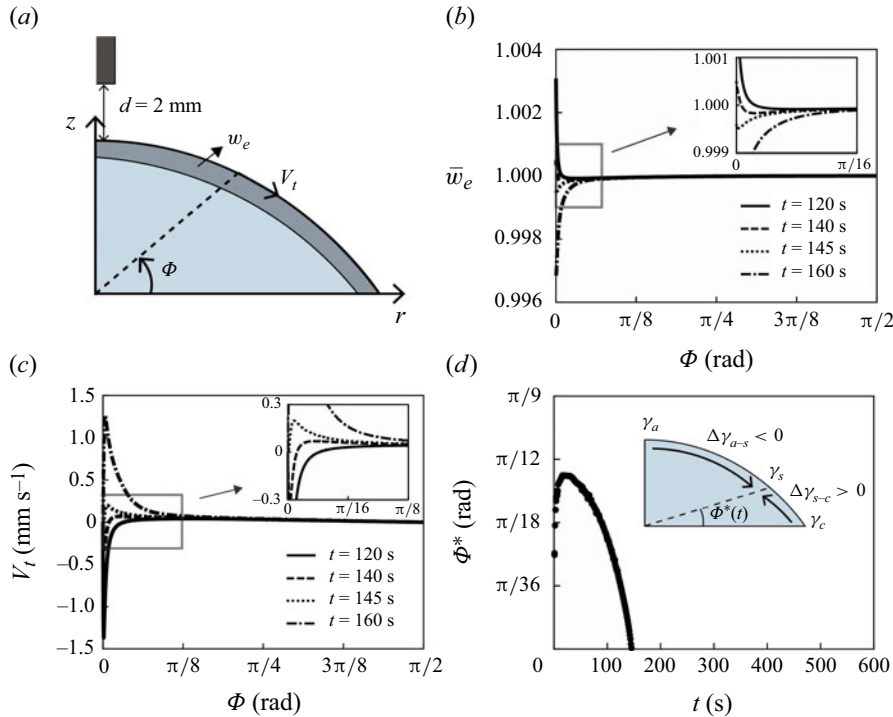 (a)
z
d = 2 mm
w_e
V_t
Φ
r
(b)
1.004
1.002
1.000
0.998
0.996
w̅_e
1.001
1.000
0.999
0
π/16
t = 120 s
t = 140 s
t = 145 s
t = 160 s
0
π/8
π/4
3π/8
π/2
Φ (rad)
(c)
1.5
1.0
0.5
0
−0.5
−1.0
−1.5
V_t (mm s⁻¹)
0.3
0
−0.3
0
π/16
π/8
t = 120 s
t = 140 s
t = 145 s
t = 160 s
0
π/8
π/4
3π/8
π/2
Φ (rad)
(d)
π/9
π/12
π/18
π/36
Φ* (rad)
γ_a
Δγ_{a–s} < 0
γ_s
Δγ_{s–c} > 0
Φ*(t)
γ_c
0
100
200
300
400
500
600
t (s)